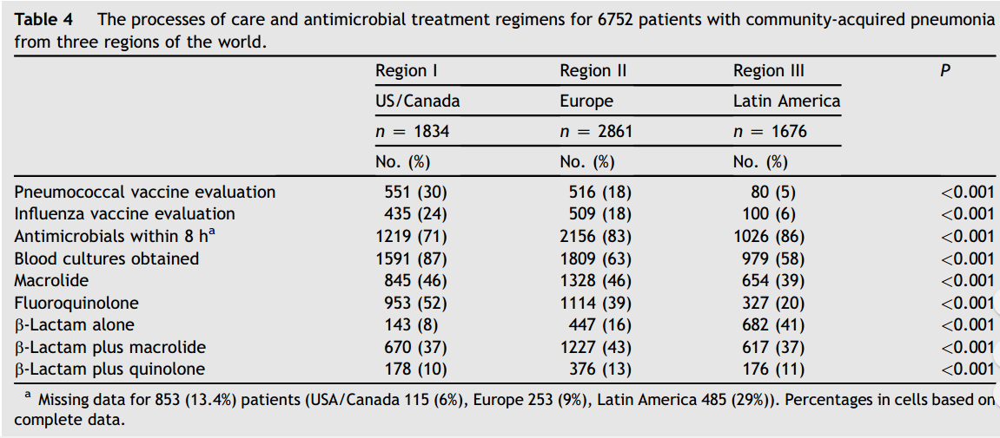 Table 4 The processes of care and antimicrobial treatment regimens for 6752 patients with community-acquired pneumonia
from three regions of the world.
Region I Region II Region III P
US/Canada Europe Latin America
n = 1834 n = 2861 n = 1676
No. (%) No. (%) No. (%)
Pneumococcal vaccine evaluation 551 (30) 516 (18) 80 (5) <0.001
Influenza vaccine evaluation 435 (24) 509 (18) 100 (6) <0.001
Antimicrobials within 8 hᵃ 1219 (71) 2156 (83) 1026 (86) <0.001
Blood cultures obtained 1591 (87) 1809 (63) 979 (58) <0.001
Macrolide 845 (46) 1328 (46) 654 (39) <0.001
Fluoroquinolone 953 (52) 1114 (39) 327 (20) <0.001
β-Lactam alone 143 (8) 447 (16) 682 (41) <0.001
β-Lactam plus macrolide 670 (37) 1227 (43) 617 (37) <0.001
β-Lactam plus quinolone 178 (10) 376 (13) 176 (11) <0.001
ᵃ Missing data for 853 (13.4%) patients (USA/Canada 115 (6%), Europe 253 (9%), Latin America 485 (29%)). Percentages in cells based on
complete data.